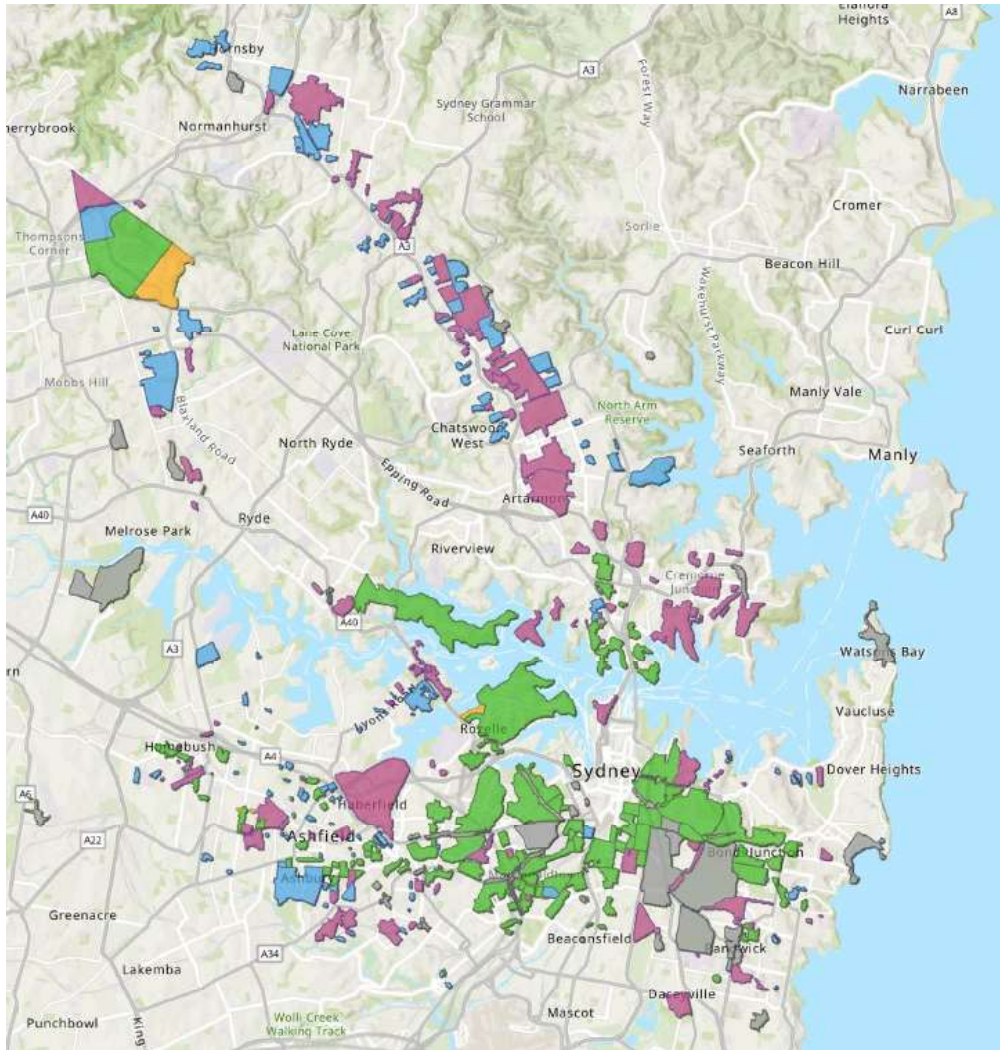 Heights
A8
Hornsby
A3
Forest Way
Narrabeen
Sydney Grammar
School
Normanhurst
herrybrook
Cromer
Sorlie
Thompsons
Corner
A3
Beacon Hill
Wakehurst Parkway
Lane Cove
National Park
Curl Curl
Mobbs Hill
Manly Vale
Blaxland Road
North Ryde
Chatswood
West
North Arm
Reserve
Seaforth
Manly
Epping Road
Artarmon
A40
Ryde
Melrose Park
Riverview
Cremorne
Junction
A40
A3
Watsons Bay
rn
Lyons Road
Vaucluse
Rozelle
Homebush
A4
Sydney
Dover Heights
A6
Haberfield
A22
Ashfield
Bondi Junction
Ashbury
Greenacre
Beaconsfield
Randwick
A34
Lakemba
Daceyville
Mascot
Wolli Creek
Walking Track
Punchbowl
King